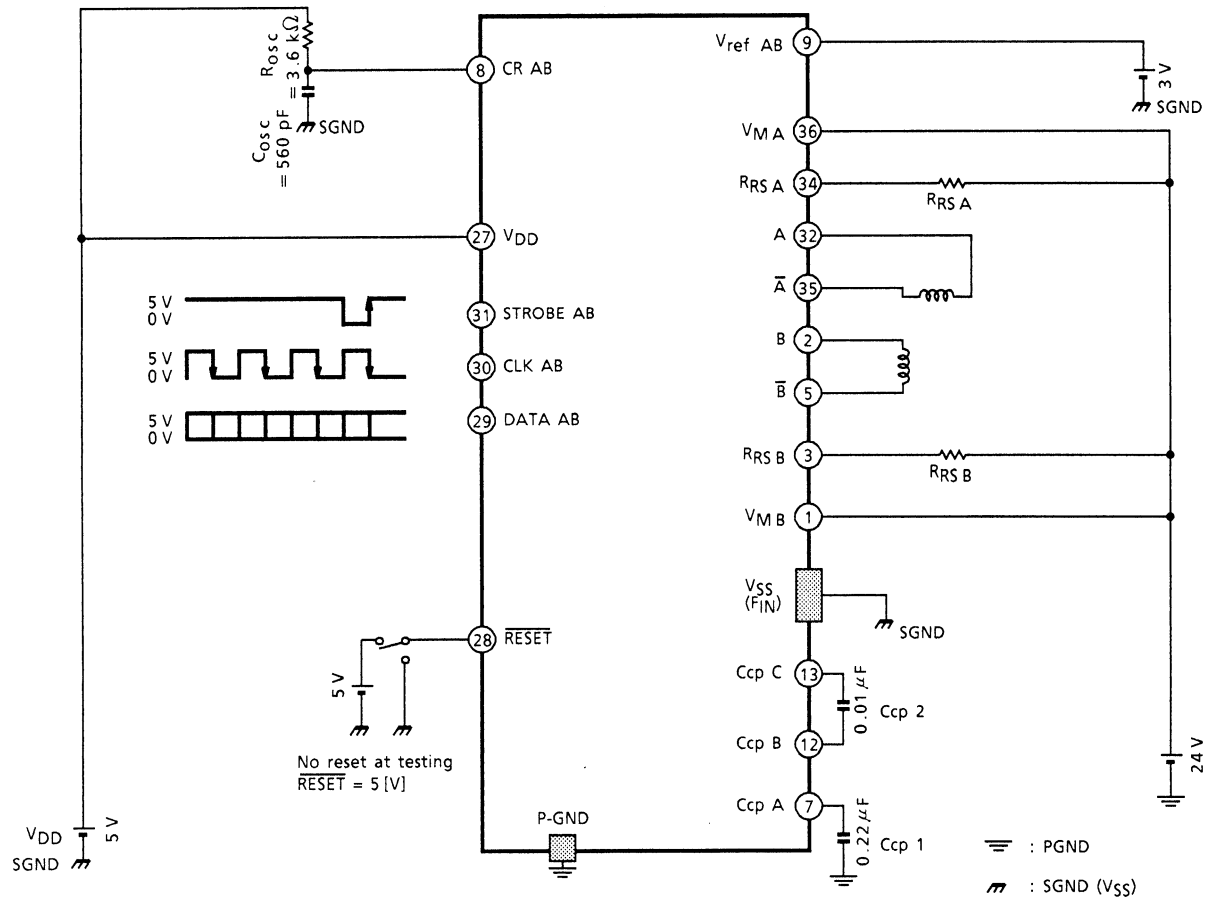 R_osc
= 3.6 kΩ
C_osc
= 560 pF
SGND
8 CR AB
V_ref AB 9
3 V
SGND
V_M A 36
R_RS A 34
R_RS A
27 V_DD
A 32
A̅ 35
5 V
0 V
31 STROBE AB
B 2
5 V
0 V
30 CLK AB
B̅ 5
5 V
0 V
29 DATA AB
R_RS B 3
R_RS B
V_M B 1
V_SS
(F_IN)
SGND
28 R̅E̅S̅E̅T̅
5 V
No reset at testing
R̅E̅S̅E̅T̅ = 5 [V]
Ccp C 13
0.01 μF
Ccp 2
Ccp B 12
24 V
Ccp A 7
0.22 μF
Ccp 1
P-GND
V_DD
5 V
SGND
: PGND
: SGND (V_SS)